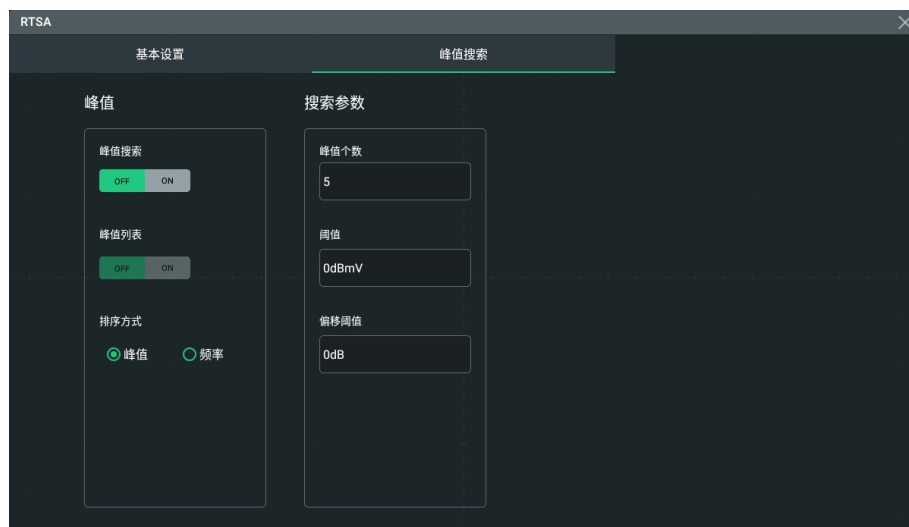 RTSA
基本设置
峰值搜索
峰值
搜索参数
峰值搜索
OFF ON
峰值列表
OFF ON
排序方式
峰值 频率
峰值个数
5
阈值
0dBmV
偏移阈值
0dB